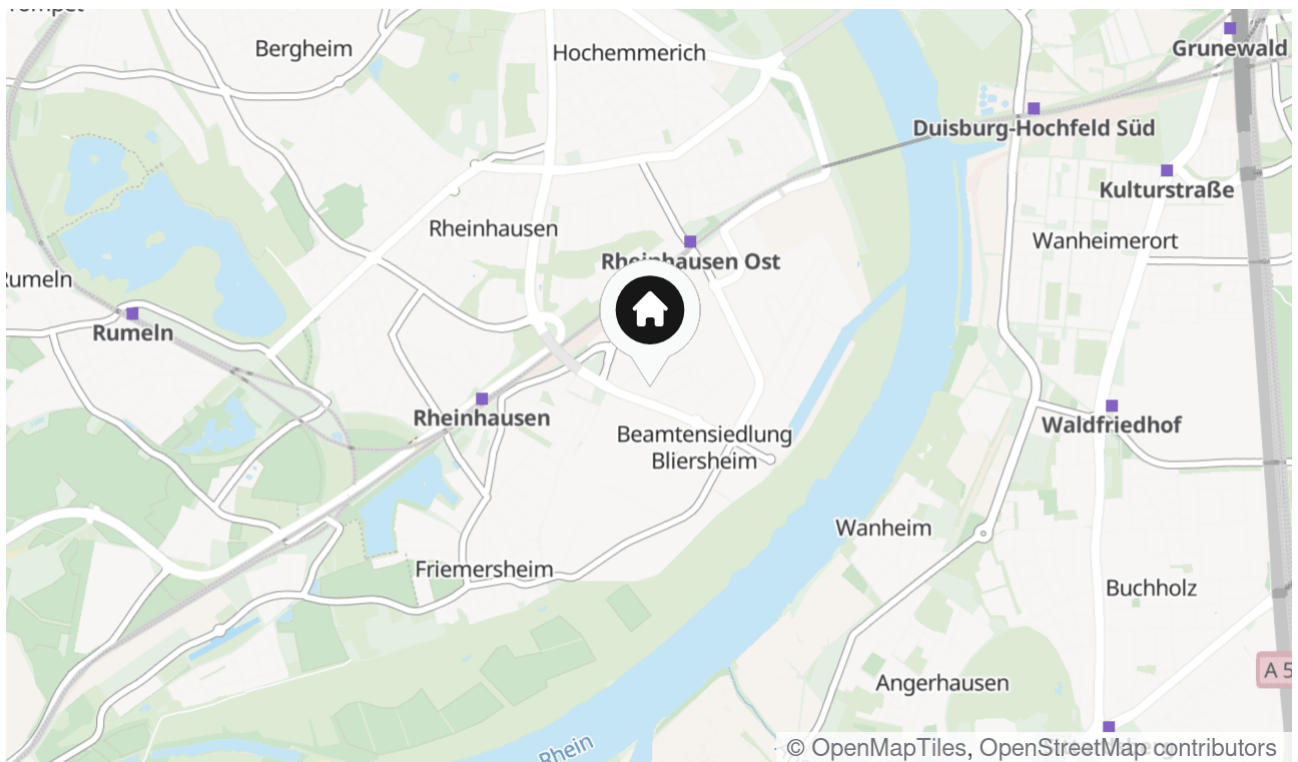 Bergheim
Hochemmerich
Grunewald
Duisburg-Hochfeld Süd
Kulturstraße
Rheinhausen
Wanheimerort
Rheinhausen Ost
Rumeln
Rumeln
Rheinhausen
Waldfriedhof
Beamtensiedlung
Bliersheim
Wanheim
Friemersheim
Buchholz
A 5
Angerhausen
Rhein
© OpenMapTiles, OpenStreetMap contributors